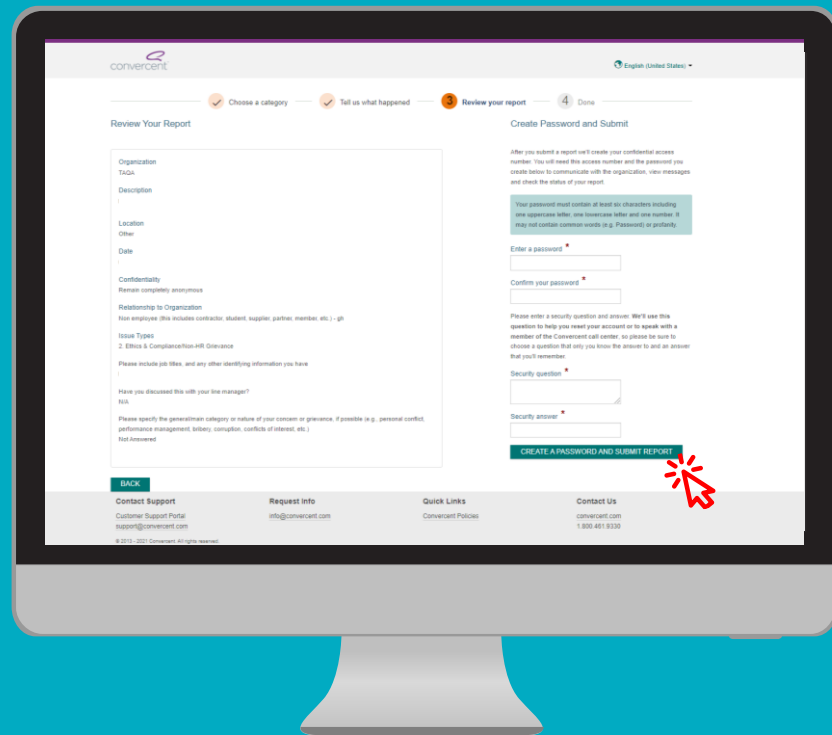 convercent
English (United States)
Choose a category
Tell us what happened
3 Review your report
4 Done
Review Your Report
Organization
TAQA
Description
:
Location
Other
Date
:
Confidentiality
Remain completely anonymous
Relationship to Organization
Non employee (this includes contractor, student, supplier, partner, member, etc.) - gh
Issue Types
2. Ethics & Compliance/Non-HR Grievance
Please include job titles, and any other identifying information you have
:
Have you discussed this with your line manager?
N/A
Please specify the general/main category or nature of your concern or grievance, if possible (e.g., personal conflict,
performance management, bribery, corruption, conflicts of interest, etc.)
Not Answered
BACK
Create Password and Submit
After you submit a report we'll create your confidential access
number. You will need this access number and the password you
create below to communicate with the organization, view messages
and check the status of your report.
Your password must contain at least six characters including
one uppercase letter, one lowercase letter and one number. It
may not contain common words (e.g. Password) or profanity.
Enter a password *
Confirm your password *
Please enter a security question and answer. We'll use this
question to help you reset your account or to speak with a
member of the Convercent call center, so please be sure to
choose a question that only you know the answer to and an answer
that you'll remember.
Security question *
Security answer *
CREATE A PASSWORD AND SUBMIT REPORT
Contact Support
Customer Support Portal
support@convercent.com
Request Info
info@convercent.com
Quick Links
Convercent Policies
Contact Us
convercent.com
1.800.461.9330
© 2013 - 2021 Convercent. All rights reserved.